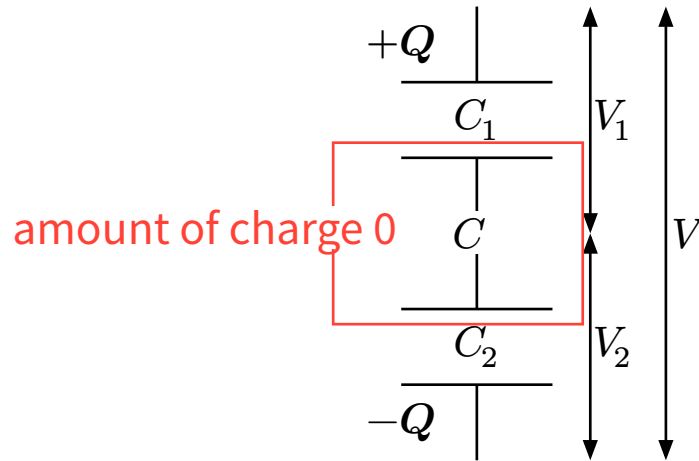 +Q
C₁
V₁
amount of charge 0
C
V
C₂
V₂
−Q